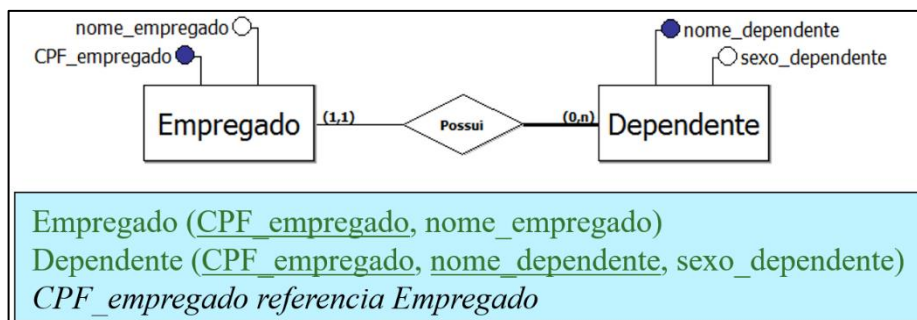 nome_empregado
nome_dependente
CPF_empregado
sexo_dependente
Empregado
(1,1)
Possui
(0,n)
Dependente
Empregado (CPF_empregado, nome_empregado)
Dependente (CPF_empregado, nome_dependente, sexo_dependente)
CPF_empregado referencia Empregado